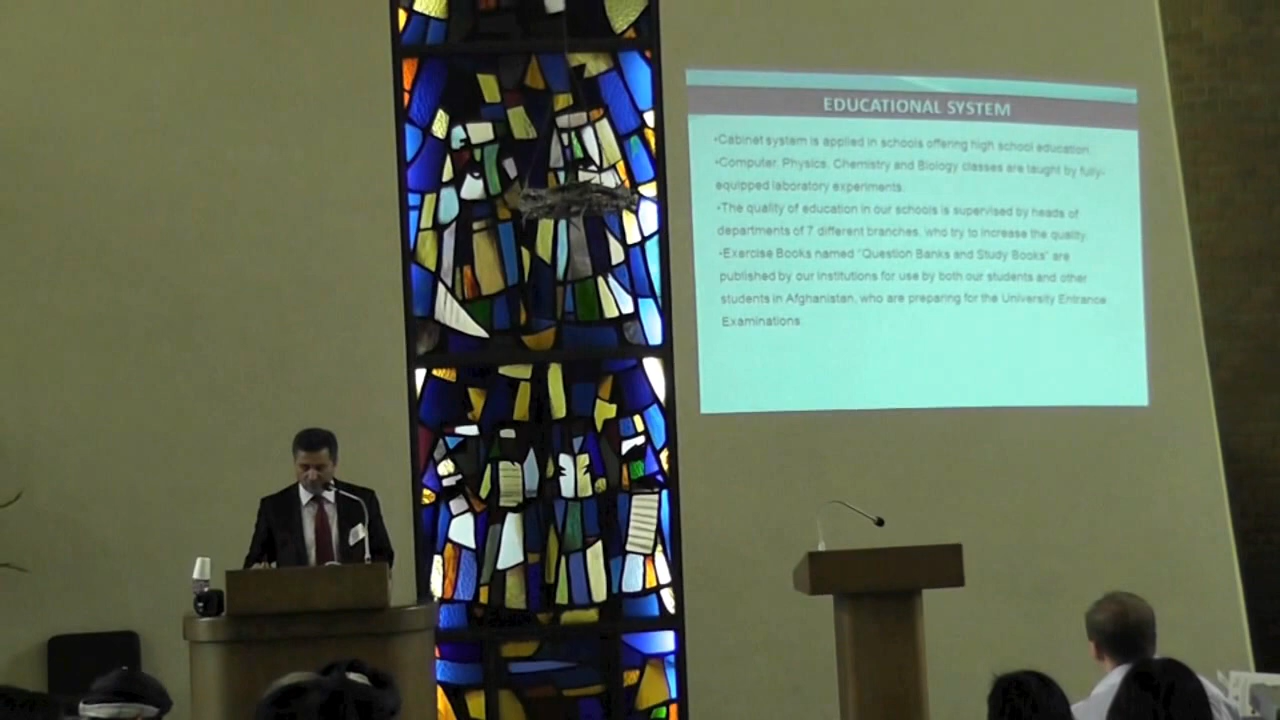 EDUCATIONAL SYSTEM
•Cabinet system is applied in schools offering high school education.
•Computer, Physics, Chemistry and Biology classes are taught by fully-
equipped laboratory experiments.
•The quality of education in our schools is supervised by heads of
departments of 7 different branches, who try to increase the quality.
•Exercise Books named “Question Banks and Study Books” are
published by our institutions for use by both our students and other
students in Afghanistan, who are preparing for the University Entrance
Examinations.